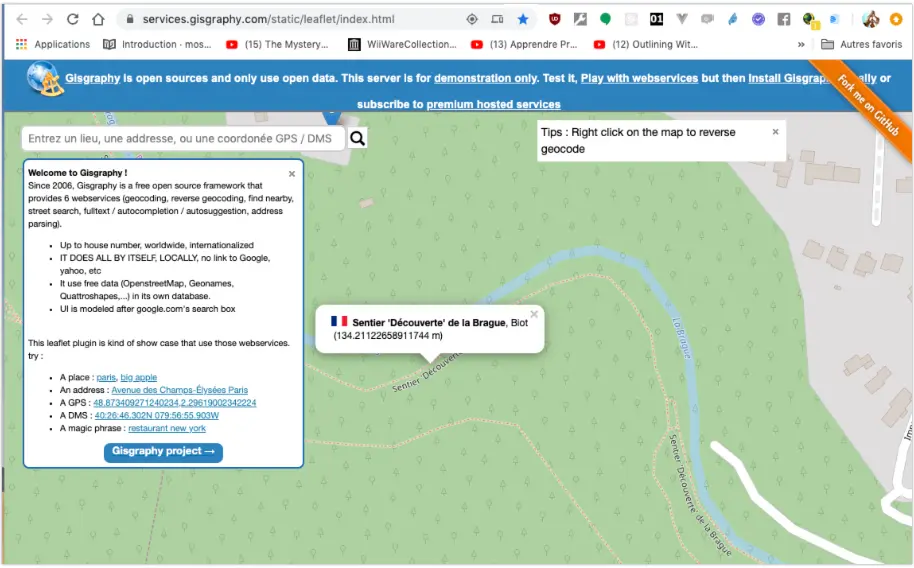 services.gisgraphy.com/static/leaflet/index.html
Applications
Introduction · mos...
(15) The Mystery...
WiiWareCollection...
(13) Apprendre Pr...
(12) Outlining Wit...
»
Autres favoris
Gisgraphy is open sources and only use open data. This server is for demonstration only. Test it, Play with webservices but then Install Gisgraphy locally or
subscribe to premium hosted services
Fork me on GitHub
Entrez un lieu, une addresse, ou une coordonée GPS / DMS
Tips : Right click on the map to reverse
geocode
×
Welcome to Gisgraphy !
×
Since 2006, Gisgraphy is a free open source framework that
provides 6 webservices (geocoding, reverse geocoding, find nearby,
street search, fulltext / autocompletion / autosuggestion, address
parsing).
• Up to house number, worldwide, internationalized
• IT DOES ALL BY ITSELF, LOCALLY, no link to Google,
yahoo, etc
• It use free data (OpenstreetMap, Geonames,
Quattroshapes,...) in its own database.
• UI is modeled after google.com's search box
This leaflet plugin is kind of show case that use those webservices.
try :
• A place : paris, big apple
• An address : Avenue des Champs-Élysées Paris
• A GPS : 48.873409271240234,2.29619002342224
• A DMS : 40:26:46.302N 079:56:55.903W
• A magic phrase : restaurant new york
Gisgraphy project →
Sentier 'Découverte' de la Brague, Biot
(134.21122658911744 m)
×
Sentier Découverte
La Brague
Sentier 'Découverte' de la Brague